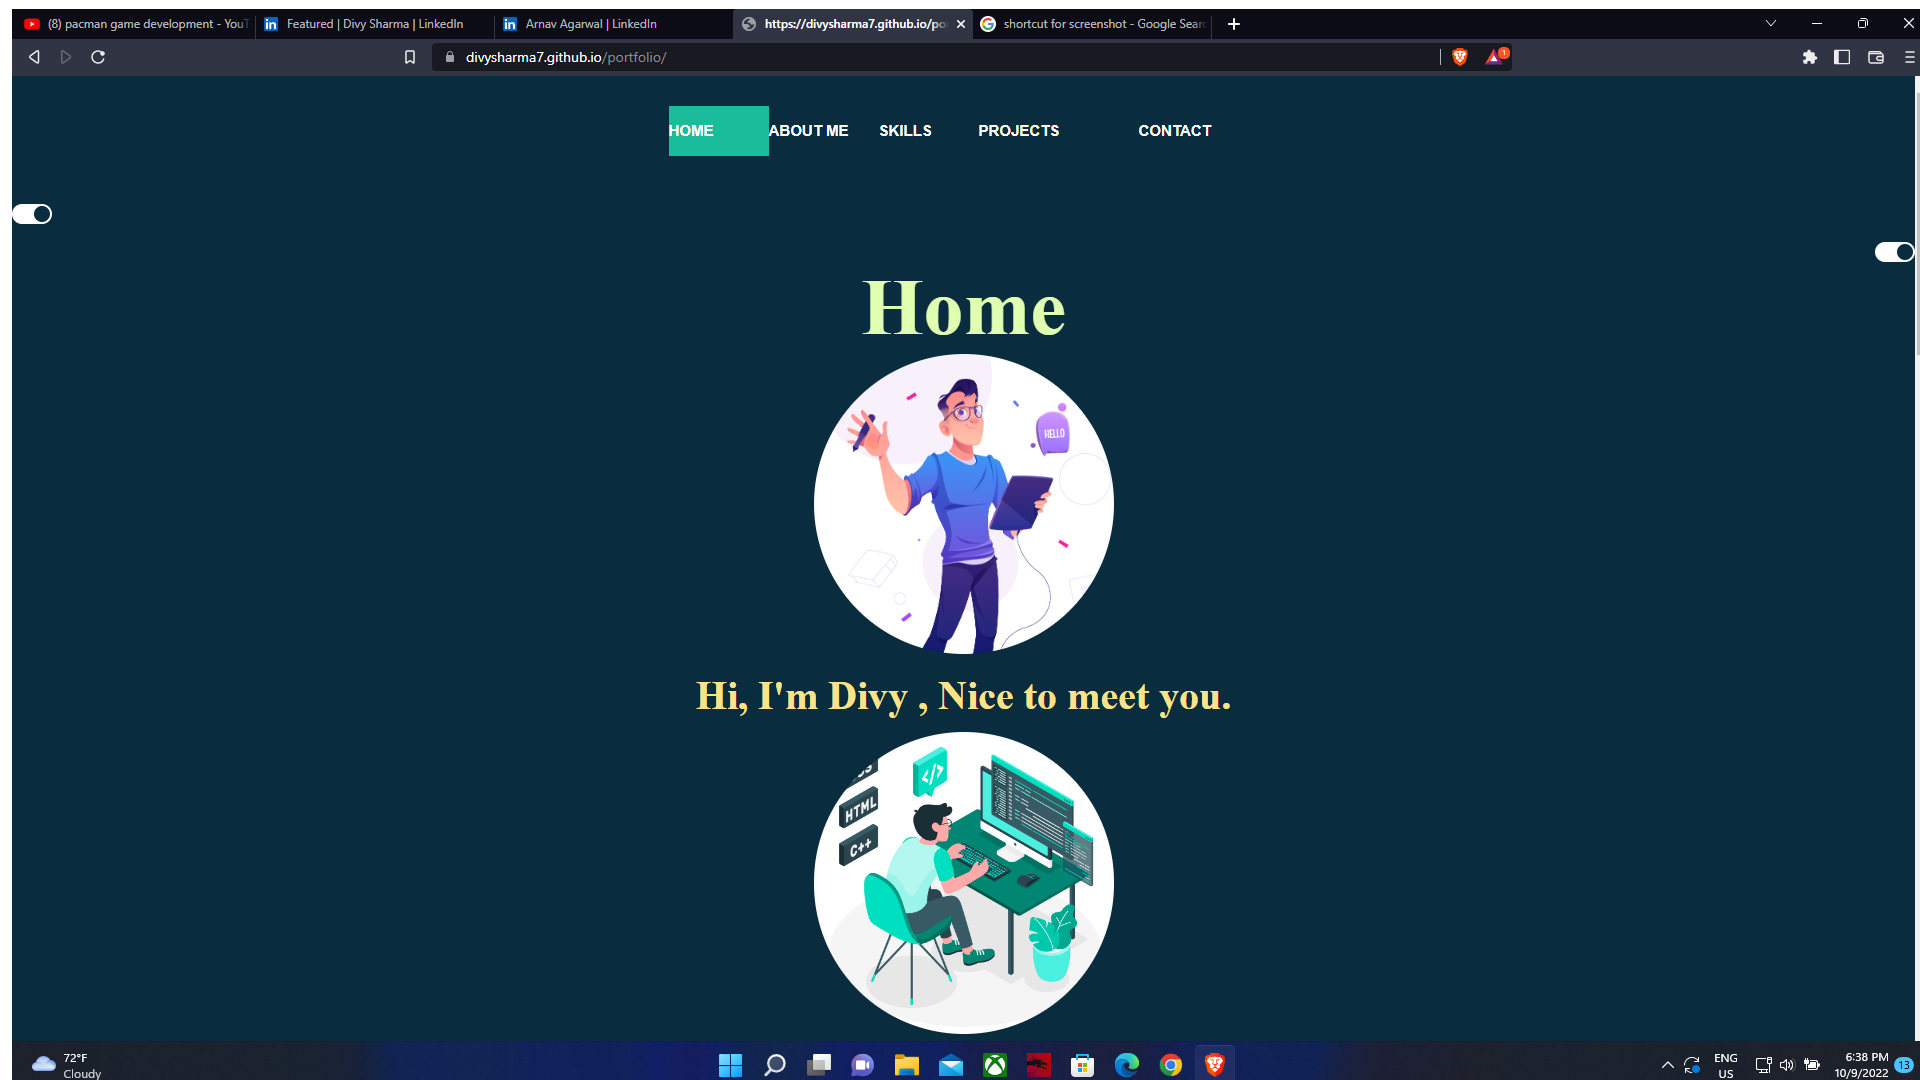 (8) pacman game development - YouT
Featured | Divy Sharma | LinkedIn
Arnav Agarwal | LinkedIn
https://divysharma7.github.io/po
shortcut for screenshot - Google Sear
divysharma7.github.io/portfolio/
1
HOME
ABOUT ME
SKILLS
PROJECTS
CONTACT
Home
HELLO
Hi, I'm Divy , Nice to meet you.
</>
HTML
C++
72°F
Cloudy
ENG
US
6:38 PM
10/9/2022
13